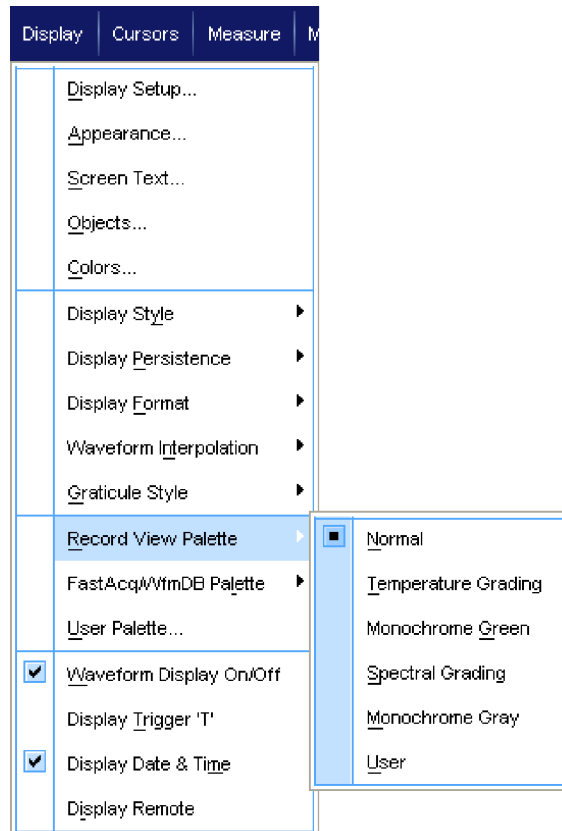 Display Cursors Measure M
Display Setup...
Appearance...
Screen Text...
Objects...
Colors...
Display Style
Display Persistence
Display Format
Waveform Interpolation
Graticule Style
Record View Palette
FastAcq/WfmDB Palette
User Palette...
Waveform Display On/Off
Display Trigger 'T'
Display Date & Time
Display Remote
Normal
Temperature Grading
Monochrome Green
Spectral Grading
Monochrome Gray
User